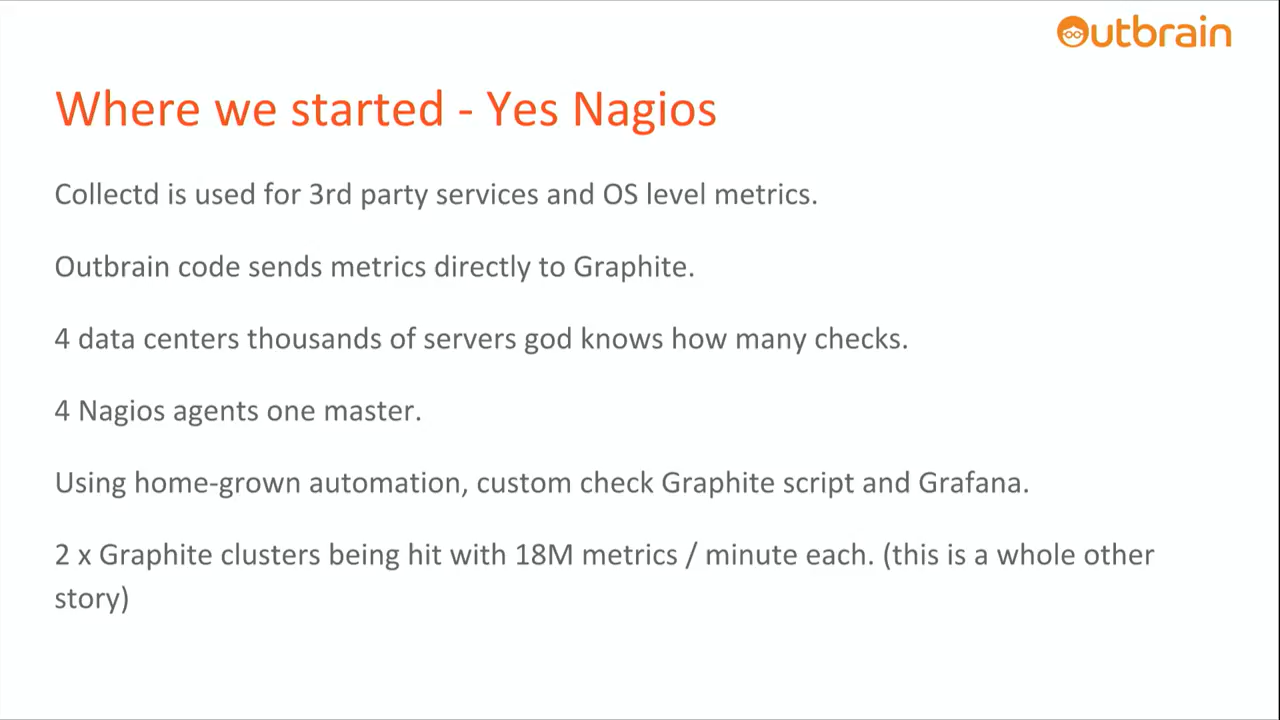 Outbrain
Where we started - Yes Nagios
Collectd is used for 3rd party services and OS level metrics.
Outbrain code sends metrics directly to Graphite.
4 data centers thousands of servers god knows how many checks.
4 Nagios agents one master.
Using home-grown automation, custom check Graphite script and Grafana.
2 x Graphite clusters being hit with 18M metrics / minute each. (this is a whole other
story)